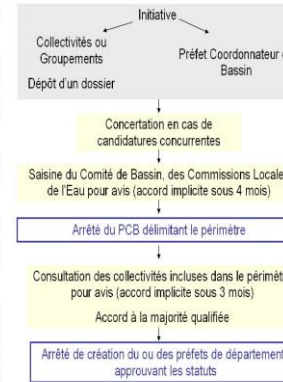 Initiative
Collectivités ou
Groupements
Dépôt d'un dossier
Préfet Coordonnateur
Bassin
Concertation en cas de
candidatures concurrentes
Saisine du Comité de Bassin, des Commissions Locale
de l'Eau pour avis (accord implicite sous 4 mois)
Arrêté du PCB délimitant le périmètre
Consultation des collectivités incluses dans le périmètr
pour avis (accord implicite sous 3 mois)
Accord à la majorité qualifiée
Arrêté de création du ou des préfets de département
approuvant les statuts